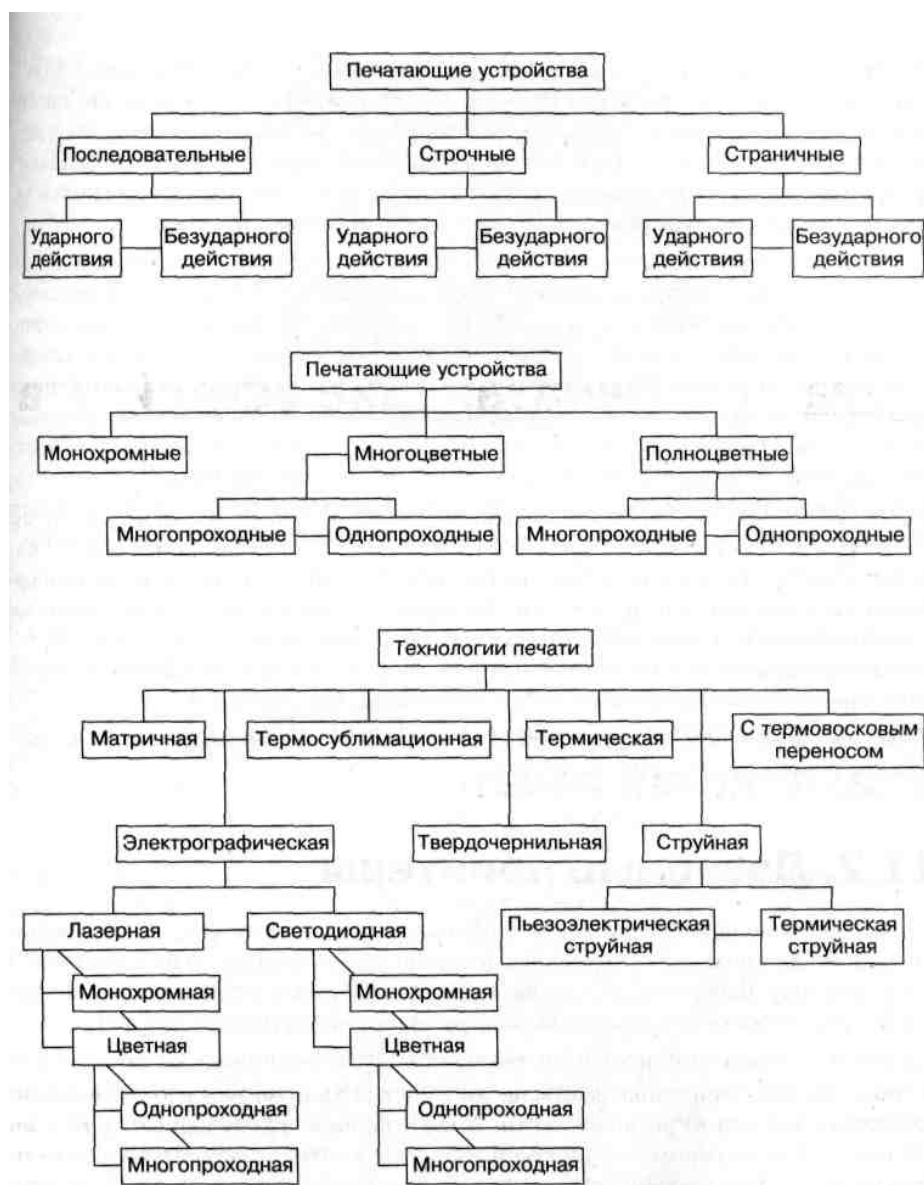 Печатающие устройства
Последовательные
Строчные
Страничные
Ударного
действия
Безударного
действия
Ударного
действия
Безударного
действия
Ударного
действия
Безударного
действия
Печатающие устройства
Монохромные
Многоцветные
Полноцветные
Многопроходные
Однопроходные
Многопроходные
Однопроходные
Технологии печати
Матричная
Термосублимационная
Термическая
С термовосковым
переносом
Электрографическая
Твердочернильная
Струйная
Лазерная
Светодиодная
Пьезоэлектрическая
струйная
Термическая
струйная
Монохромная
Монохромная
Цветная
Цветная
Однопроходная
Однопроходная
Многопроходная
Многопроходная